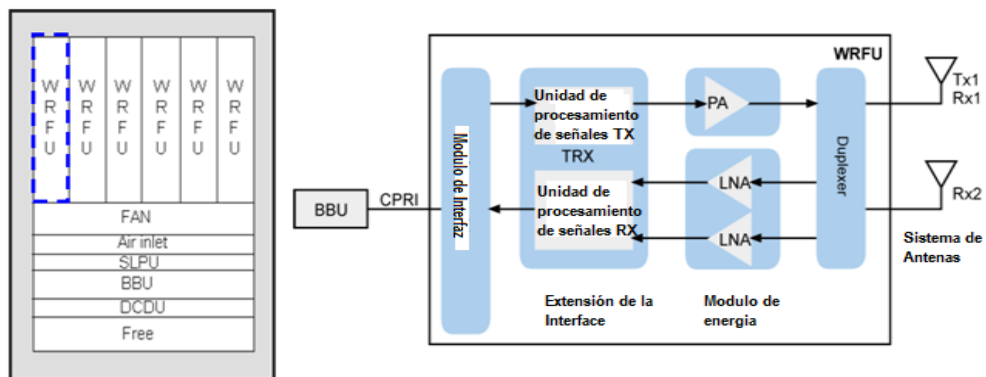 W R F U
W R F U
W R F U
W R F U
W R F U
W R F U
FAN
Air inlet
SLPU
BBU
DCDU
Free
WRFU
BBU
CPRI
Modulo de Interfaz
Unidad de
procesamiento
de señales TX
TRX
Unidad de
procesamiento
de señales RX
PA
LNA
LNA
Duplexer
Tx1
Rx1
Rx2
Sistema de
Antenas
Extensión de la
Interface
Modulo de
energia